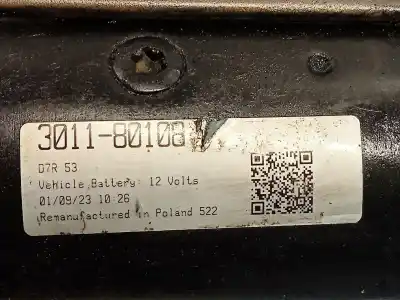 3011-80108
D7R 53
Vehicle Battery: 12 Volts
01/09/23 10:26
Remanufactured in Poland 522